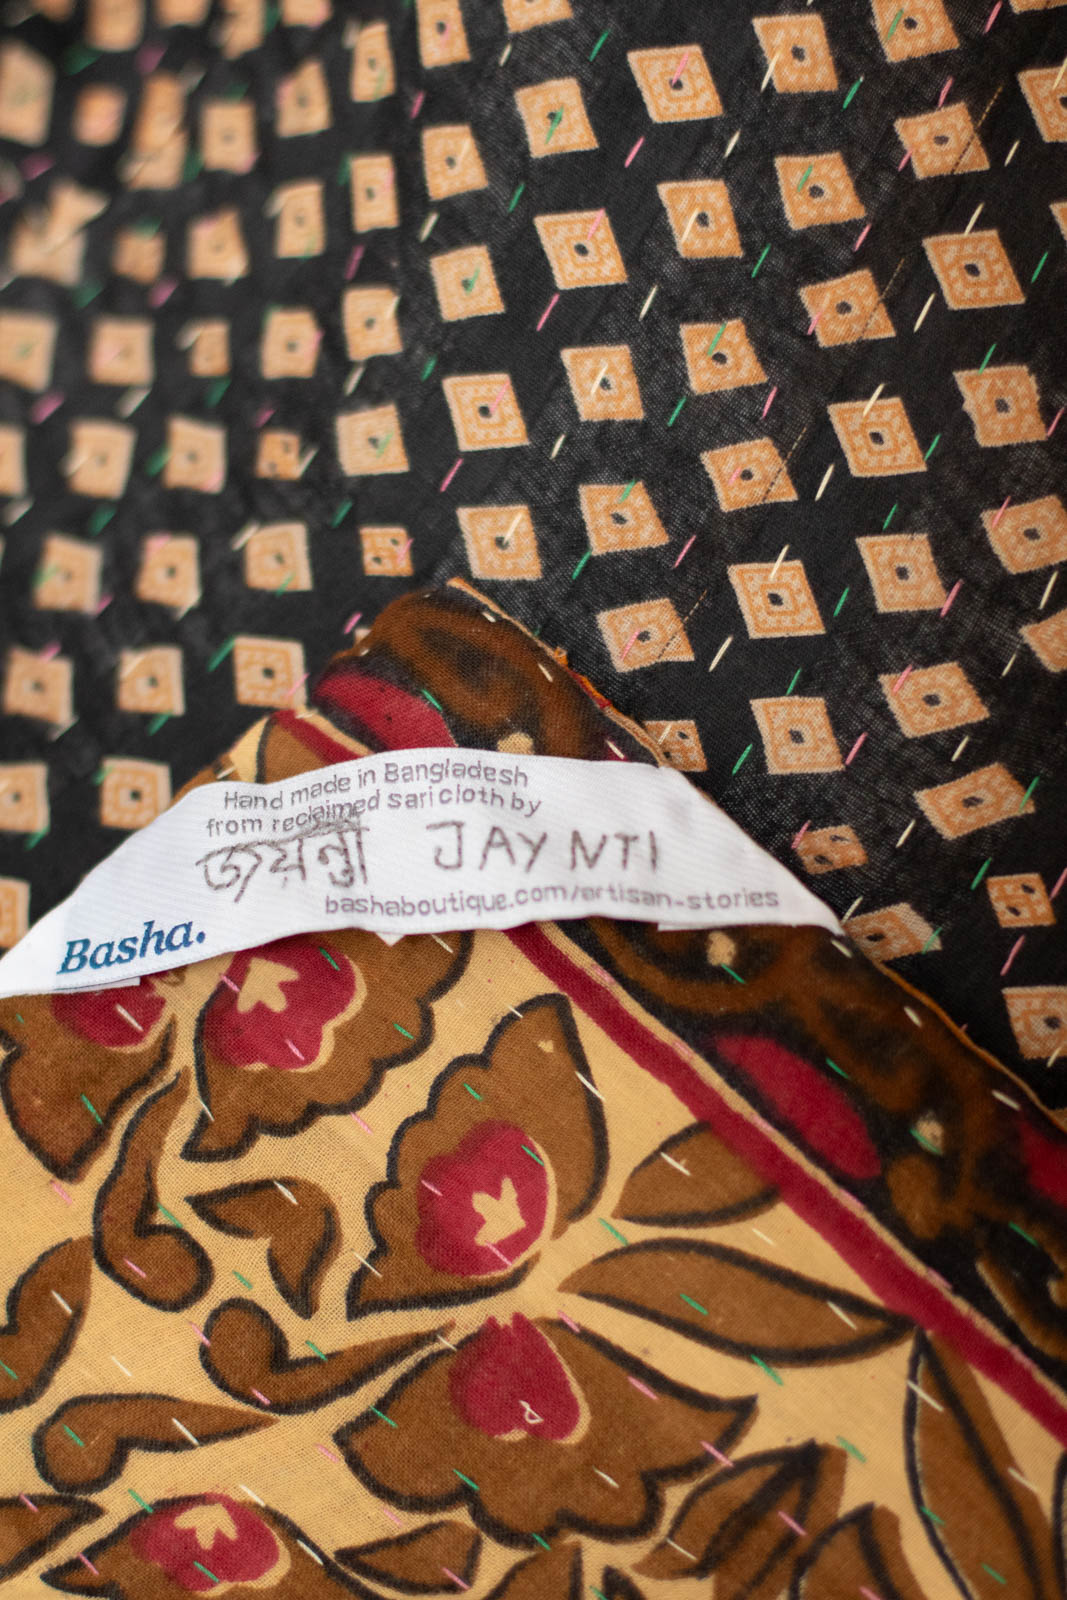 Hand made in Bangladesh
from reclaimed sari cloth by
জয়ন্তী JAYNTI
bashaboutique.com/artisan-stories
Basha.